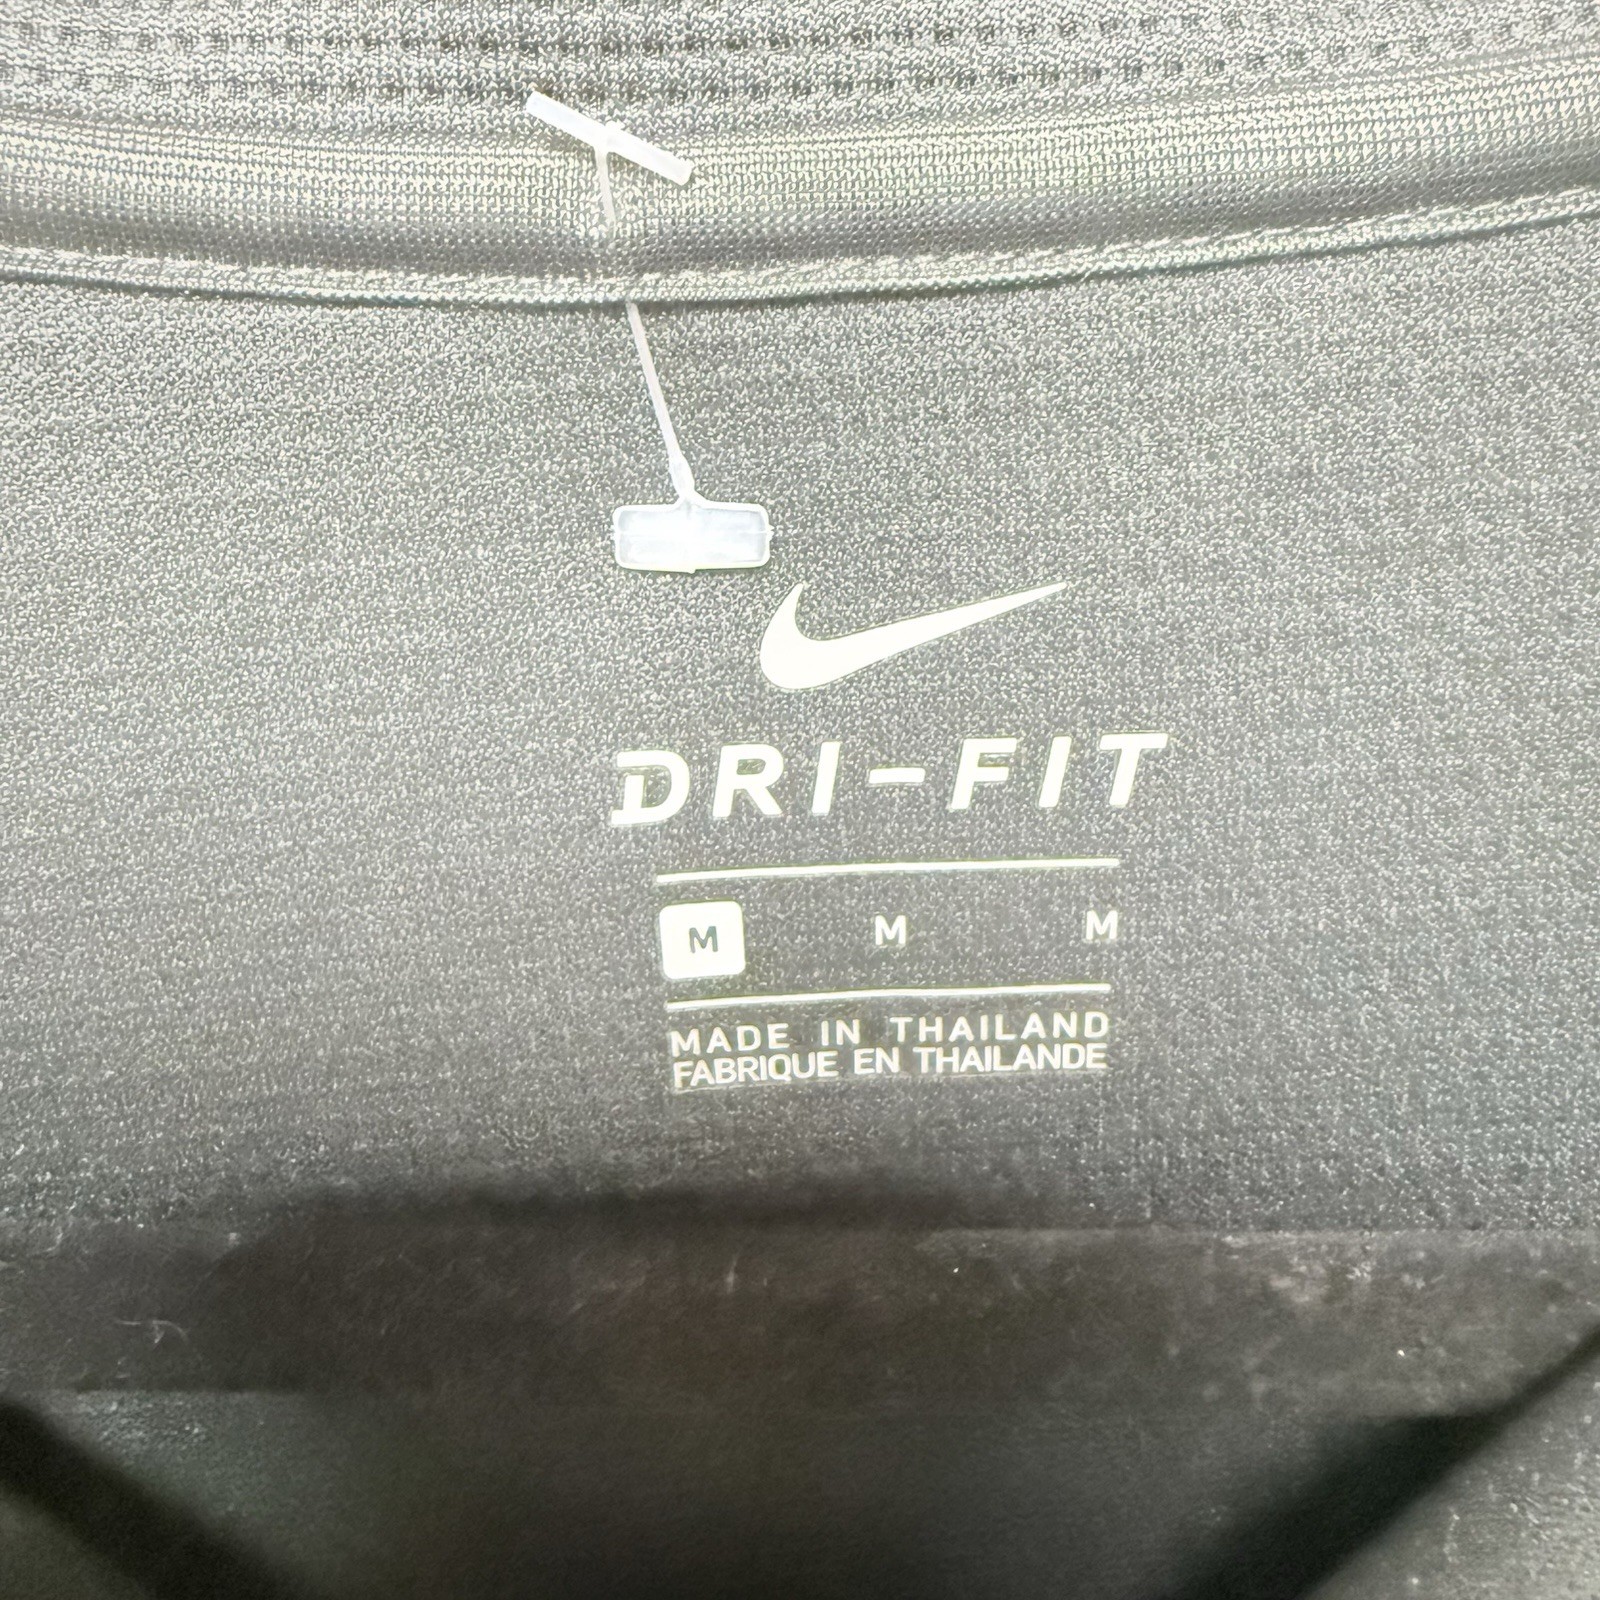 DRI-FIT
M M M
MADE IN THAILAND
FABRIQUE EN THAILANDE